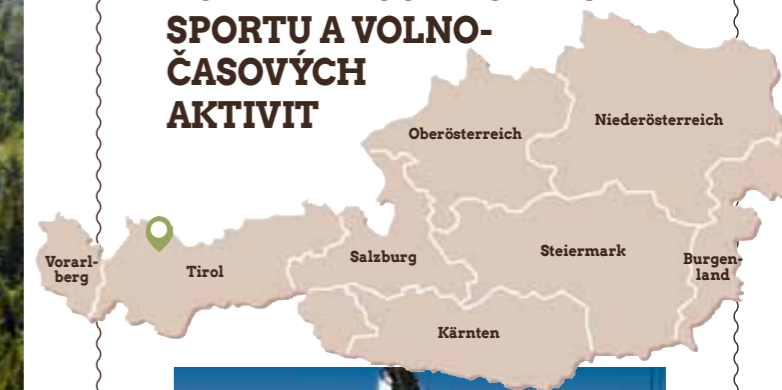 SPORTU A VOLNO-
ČASOVÝCH
AKTIVIT
Oberösterreich
Niederösterreich
Vorarl-
berg
Tirol
Salzburg
Steiermark
Burgen-
land
Kärnten